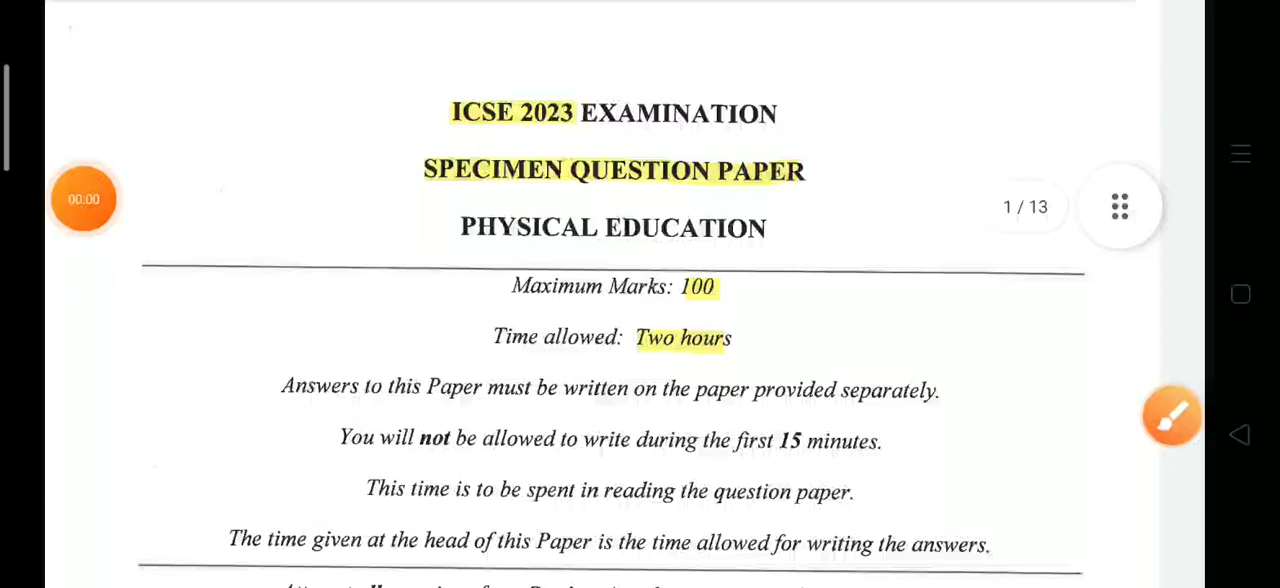 ICSE 2023 EXAMINATION
SPECIMEN QUESTION PAPER
00:00
1 / 13
PHYSICAL EDUCATION
Maximum Marks: 100
Time allowed: Two hours
Answers to this Paper must be written on the paper provided separately.
You will not be allowed to write during the first 15 minutes.
This time is to be spent in reading the question paper.
The time given at the head of this Paper is the time allowed for writing the answers.